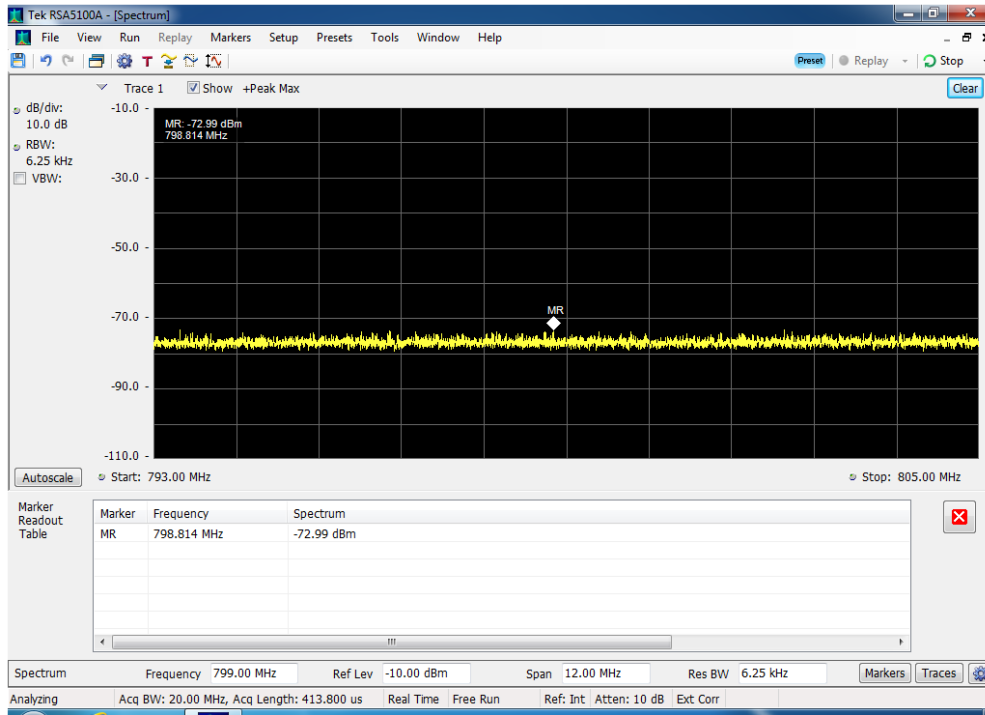 Tek RSA5100A - [Spectrum]
File View Run Replay Markers Setup Presets Tools Window Help
T Preset Replay Stop
Trace 1 Show +Peak Max Clear
dB/div:
10.0 dB
RBW:
6.25 kHz
VBW:
-10.0
-30.0
-50.0
-70.0
-90.0
-110.0
MR: -72.99 dBm
798.814 MHz
MR
Autoscale Start: 793.00 MHz Stop: 805.00 MHz
Marker
Readout
Table
Marker Frequency Spectrum
MR 798.814 MHz -72.99 dBm
Spectrum Frequency 799.00 MHz Ref Lev -10.00 dBm Span 12.00 MHz Res BW 6.25 kHz Markers Traces
Analyzing Acq BW: 20.00 MHz, Acq Length: 413.800 us Real Time Free Run Ref: Int Atten: 10 dB Ext Corr